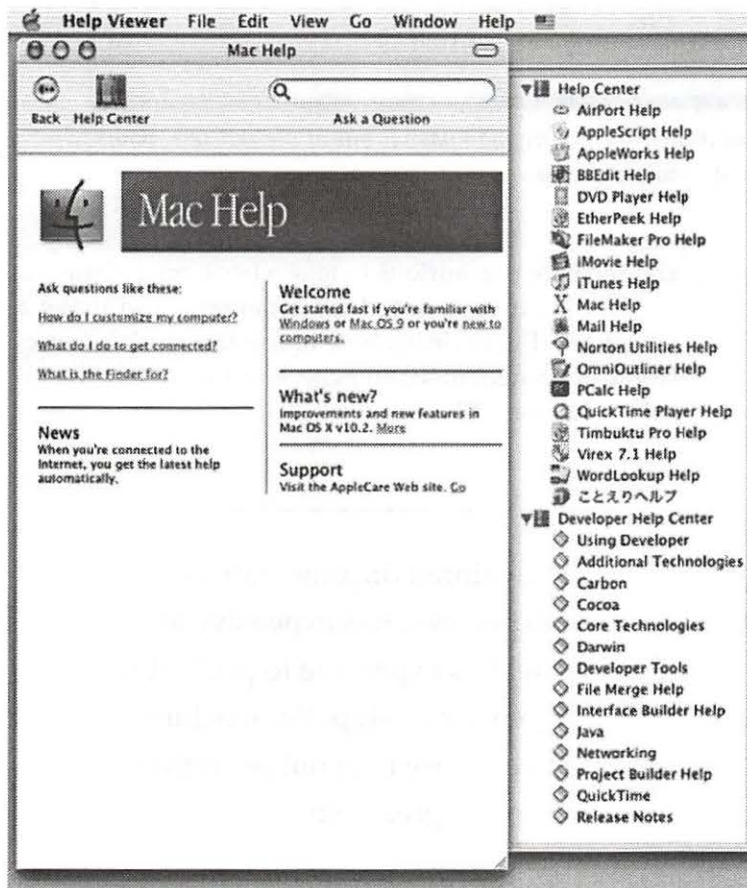 Help Viewer File Edit View Go Window Help
Mac Help
Back Help Center
Ask a Question
Mac Help
Ask questions like these:
How do I customize my computer?
What do I do to get connected?
What is the Finder for?
News
When you're connected to the
Internet, you get the latest help
automatically.
Welcome
Get started fast if you're familiar with
Windows or Mac OS 9 or you're new to
computers.
What's new?
Improvements and new features in
Mac OS X v10.2. More
Support
Visit the AppleCare Web site. Go
Help Center
AirPort Help
AppleScript Help
AppleWorks Help
BBEdit Help
DVD Player Help
EtherPeek Help
FileMaker Pro Help
iMovie Help
iTunes Help
Mac Help
Mail Help
Norton Utilities Help
OmniOutliner Help
PCalc Help
QuickTime Player Help
Timbuktu Pro Help
Virex 7.1 Help
WordLookup Help
ことえりヘルプ
Developer Help Center
Using Developer
Additional Technologies
Carbon
Cocoa
Core Technologies
Darwin
Developer Tools
File Merge Help
Interface Builder Help
Java
Networking
Project Builder Help
QuickTime
Release Notes